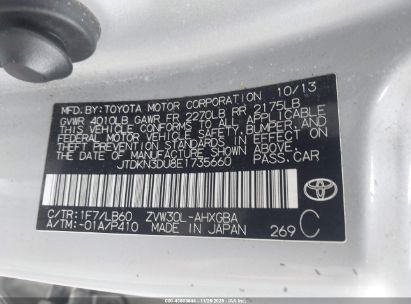 MFD. BY: TOYOTA MOTOR CORPORATION 10/13
GVWR 4010LB GAWR FR 2270LB RR 2175LB
THIS VEHICLE CONFORMS TO ALL APPLICABLE
FEDERAL MOTOR VEHICLE SAFETY, BUMPER, AND
THEFT PREVENTION STANDARDS IN EFFECT ON
THE DATE OF MANUFACTURE SHOWN ABOVE.
JTDKN3DU8E1735660 PASS. CAR
TOYOTA
C/TR: 1F7/LB60 ZVW30L-AHXGBA
A/TM: -01A/P410 MADE IN JAPAN 269 C